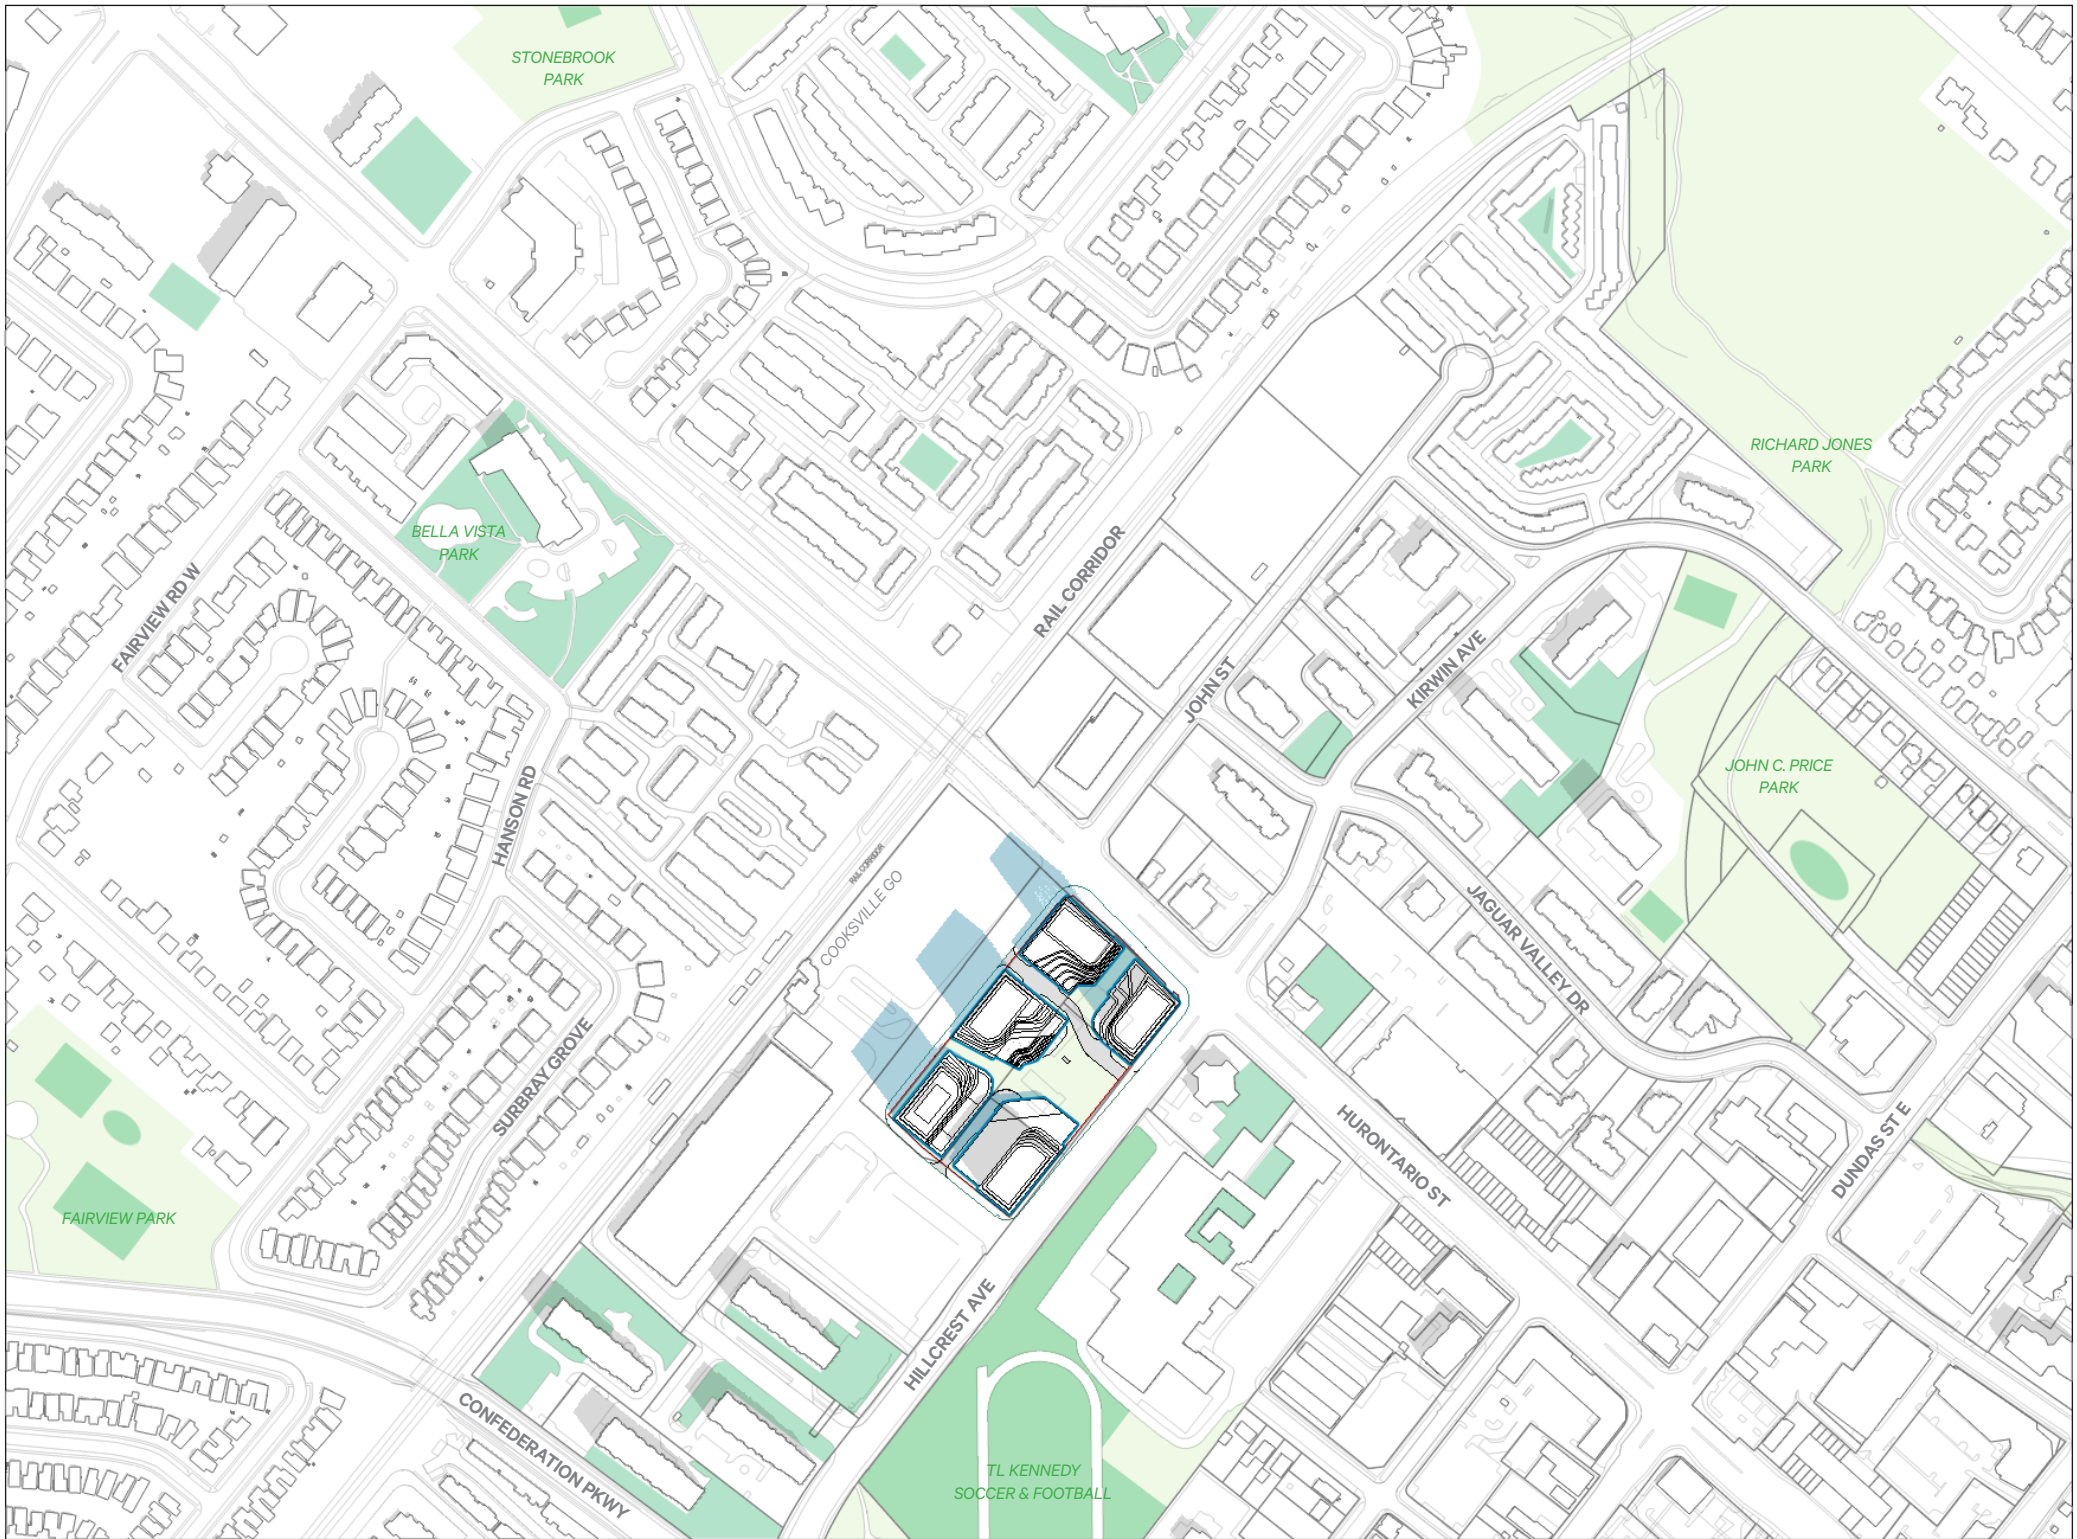 STONEBROOK
PARK
RICHARD JONES
PARK
BELLA VISTA
PARK
FAIRVIEW RD W
RAIL CORRIDOR
JOHN ST
KIRWIN AVE
JOHN C. PRICE
PARK
HANSON RD
RAIL CORRIDOR
COOKSVILLE GO
JAGUAR VALLEY DR
SURBRAY GROVE
HURONTARIO ST
DUNDAS ST E
FAIRVIEW PARK
HILLCREST AVE
CONFEDERATION PKWY
TL KENNEDY
SOCCER & FOOTBALL